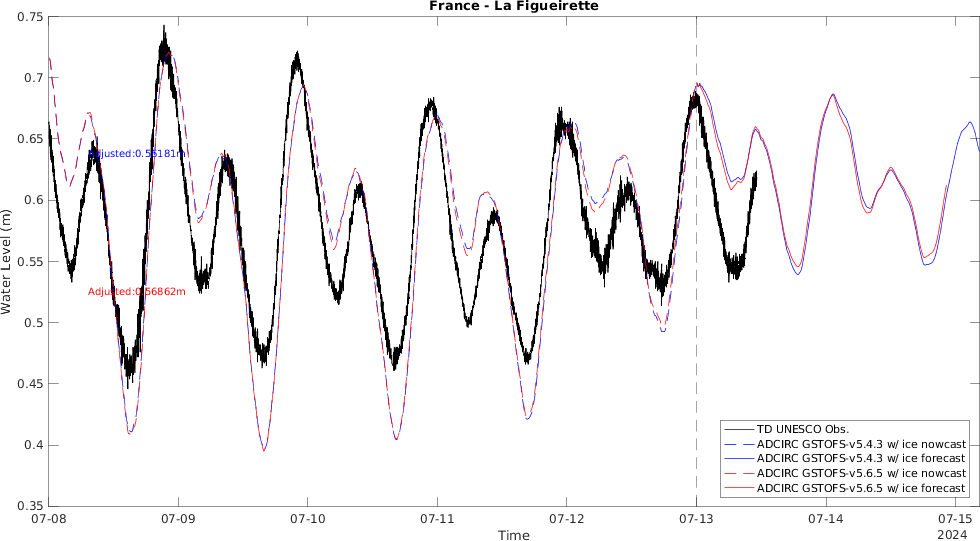 France - La Figueirette
0.75
0.7
0.65
0.6
0.55
0.5
0.45
0.4
0.35
Water Level (m)
Adjusted:0.55181m
Adjusted:0.56862m
TD UNESCO Obs.
ADCIRC GSTOFS-v5.4.3 w/ ice nowcast
ADCIRC GSTOFS-v5.4.3 w/ ice forecast
ADCIRC GSTOFS-v5.6.5 w/ ice nowcast
ADCIRC GSTOFS-v5.6.5 w/ ice forecast
07-08 07-09 07-10 07-11 07-12 07-13 07-14 07-15
Time
2024